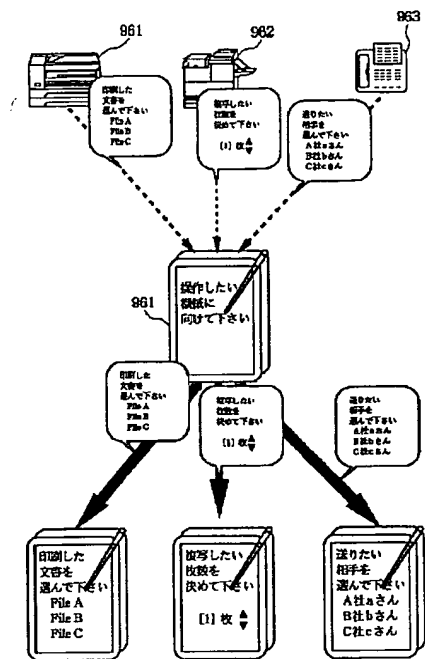 961
962
963
印刷した
文書を
選んで下さい
File A
File B
File C
複写したい
枚数を
決めて下さい
[1] 枚
送りたい
相手を
選んで下さい
A社aさん
B社bさん
C社cさん
961
操作したい
機紙に
向けて下さい
印刷した
文書を
選んで下さい
File A
File B
File C
複写したい
枚数を
決めて下さい
[1] 枚
送りたい
相手を
選んで下さい
A社aさん
B社bさん
C社cさん
印刷した
文書を
選んで下さい
File A
File B
File C
複写したい
枚数を
決めて下さい
[1] 枚
送りたい
相手を
選んで下さい
A社aさん
B社bさん
C社cさん